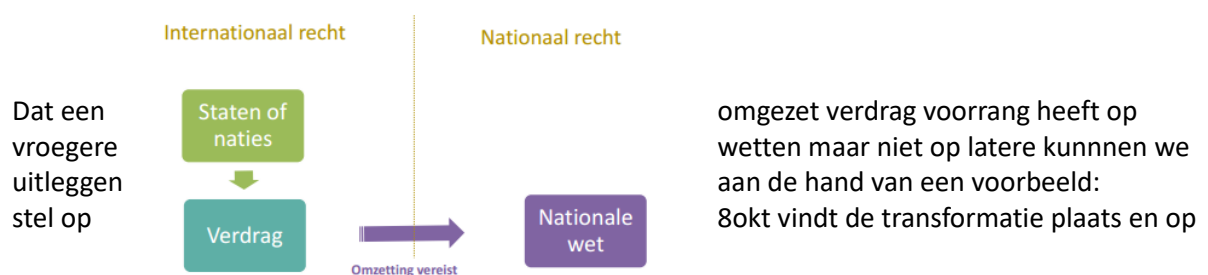 Internationaal recht
Nationaal recht
Dat een omgezet verdrag voorrang heeft op
vroegere wetten maar niet op latere kunnnen we
uitleggen aan de hand van een voorbeeld:
stel op 8okt vindt de transformatie plaats en op
Staten of
naties
Verdrag
Nationale
wet
Omzetting vereist